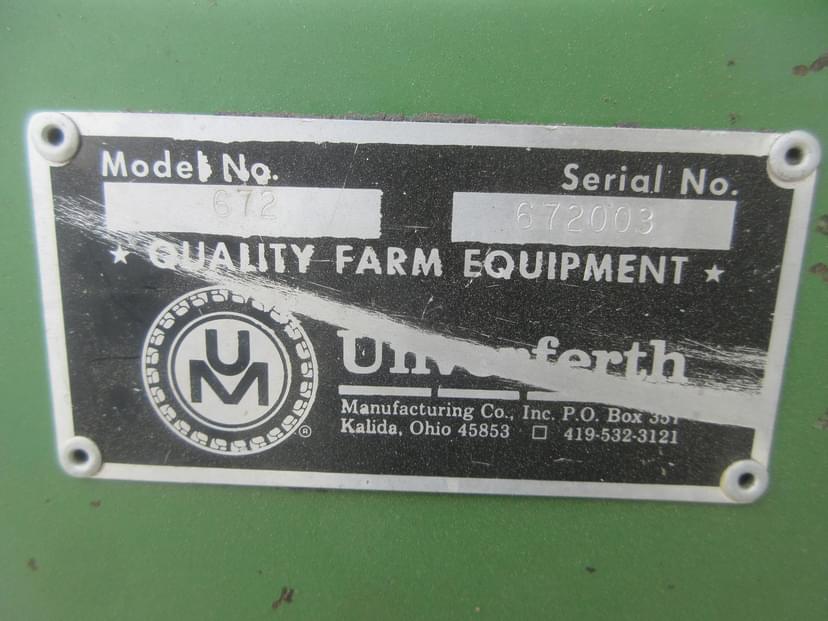 Model No. Serial No.
672 672003
★ QUALITY FARM EQUIPMENT ★
UM
Unverferth
Manufacturing Co., Inc. P.O. Box 357
Kalida, Ohio 45853 □ 419-532-3121
®